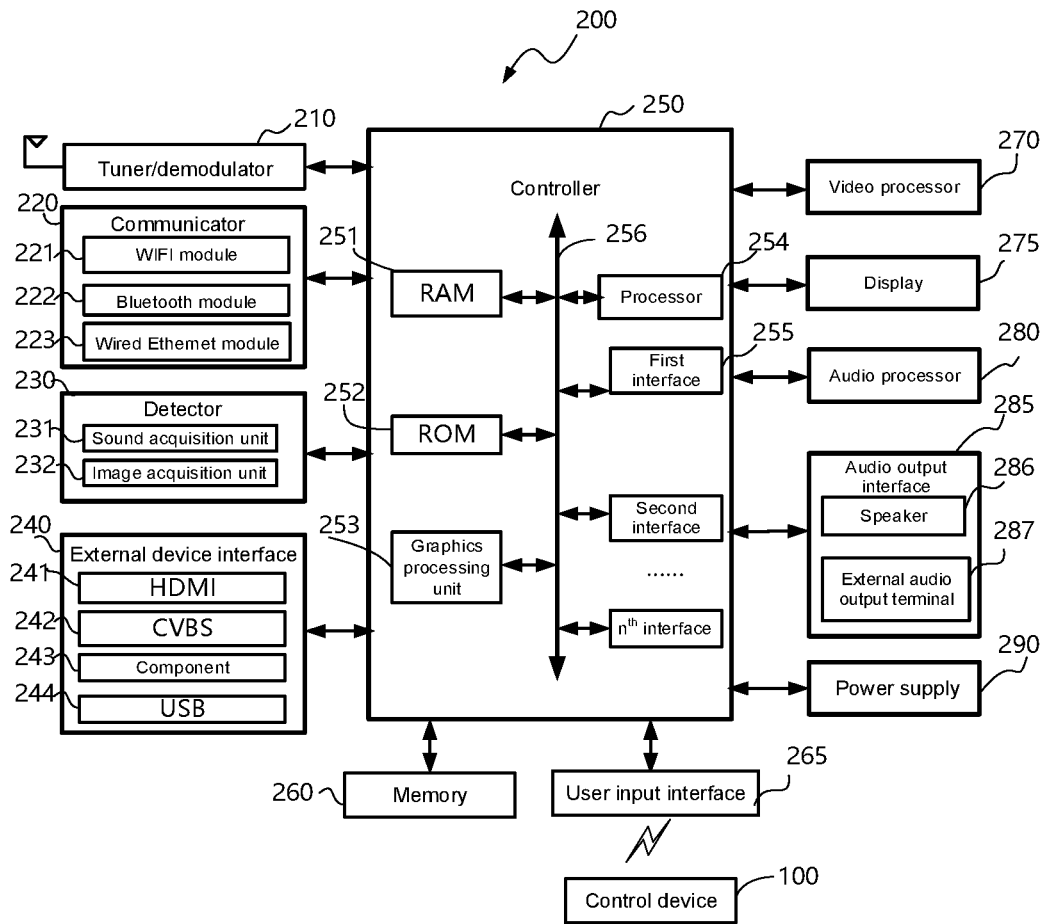 200
210
250
270
Tuner/demodulator
Controller
Video processor
220
Communicator
221
WIFI module
222
Bluetooth module
223
Wired Ethernet module
251
RAM
256
254
Processor
275
Display
255
First
interface
280
Audio processor
230
Detector
231
Sound acquisition unit
232
Image acquisition unit
252
ROM
285
Audio output
interface
286
Speaker
287
External audio
output terminal
Second
interface
......
nth interface
240
External device interface
241
HDMI
242
CVBS
243
Component
244
USB
253
Graphics
processing
unit
290
Power supply
260
Memory
265
User input interface
100
Control device